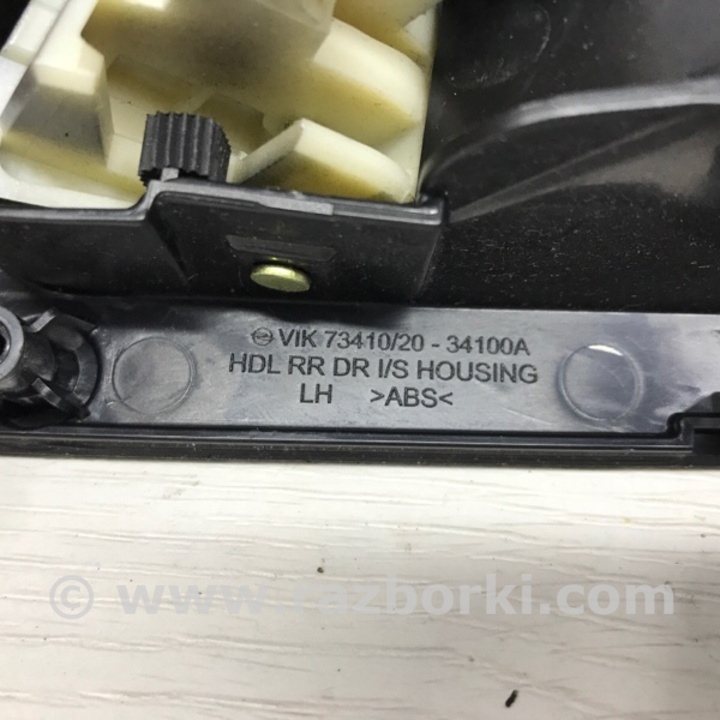 VIK 73410/20 - 34100A
HDL RR DR I/S HOUSING
LH >ABS<
© www.razborki.com